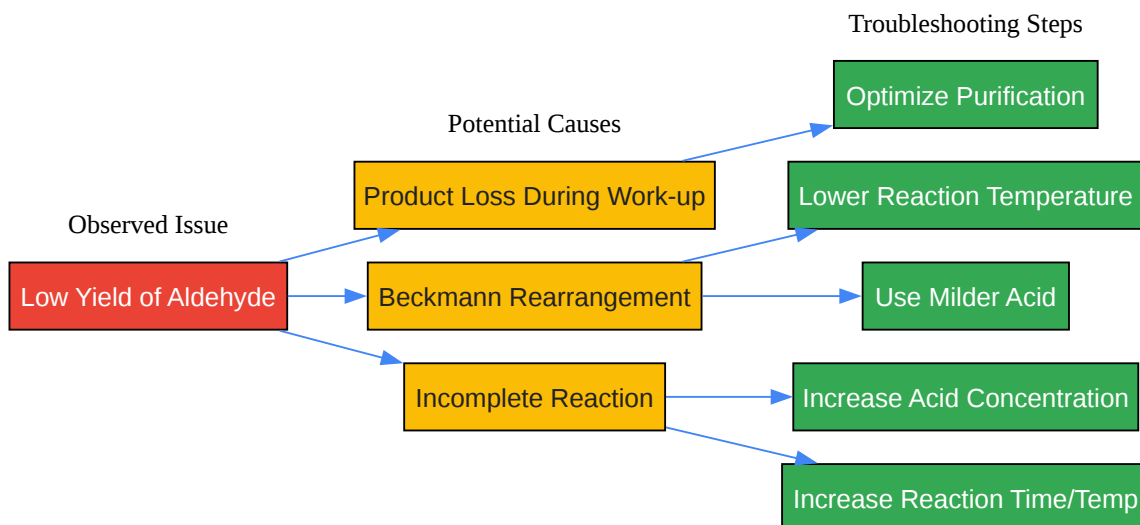 Troubleshooting Steps
Optimize Purification
Potential Causes
Product Loss During Work-up
Lower Reaction Temperature
Observed Issue
Low Yield of Aldehyde
Beckmann Rearrangement
Use Milder Acid
Incomplete Reaction
Increase Acid Concentration
Increase Reaction Time/Temp